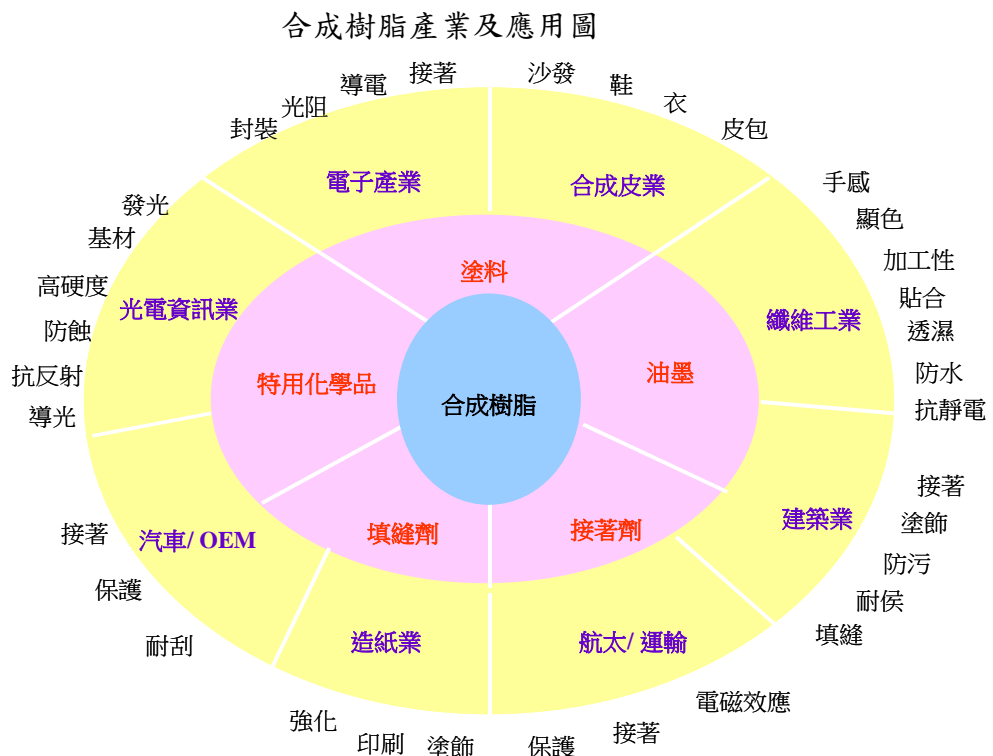 合成樹脂產業及應用圖
接著
導電
光阻
封裝
沙發
鞋
衣
皮包
電子產業
合成皮業
手感
顯色
加工性
貼合
透濕
防水
抗靜電
纖維工業
發光
基材
高硬度
防蝕
抗反射
導光
光電資訊業
塗料
特用化學品
油墨
合成樹脂
填縫劑
接著劑
建築業
接著
塗飾
防污
耐侯
填縫
汽車/ OEM
接著
保護
耐刮
造紙業
強化
印刷
塗飾
航太/ 運輸
保護
接著
電磁效應